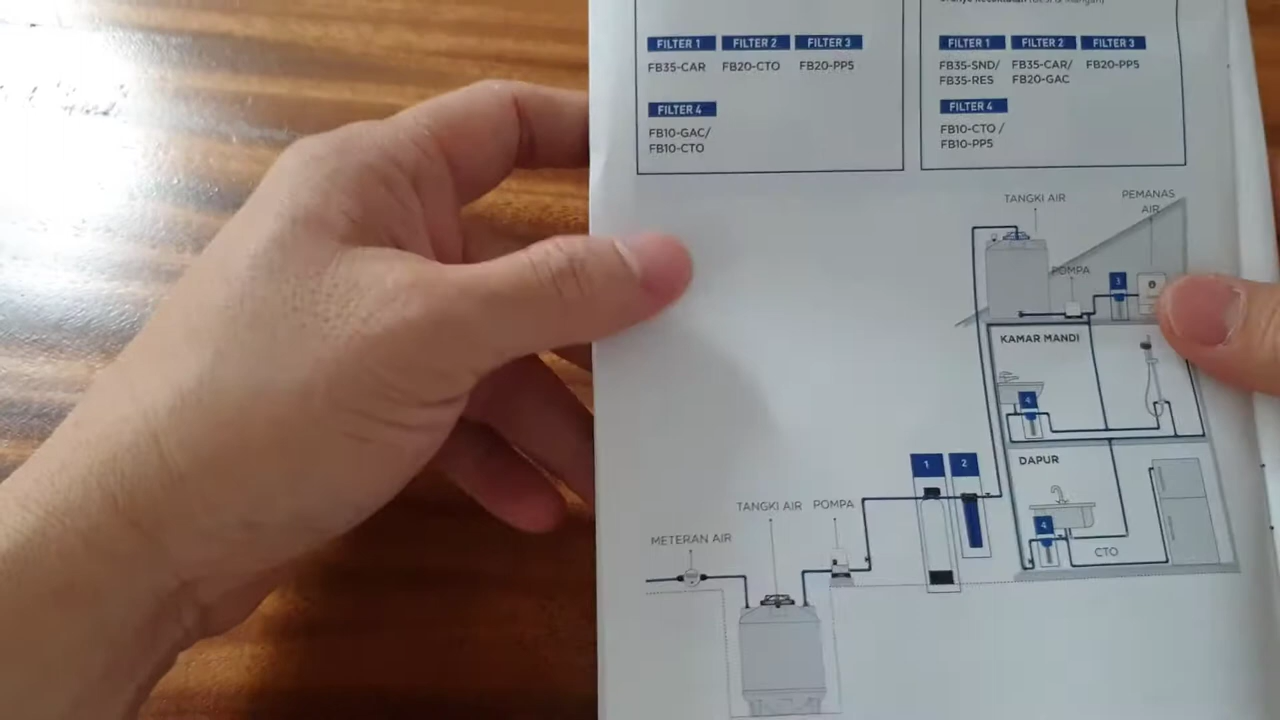 (Besi & Mangan)
FILTER 1 FILTER 2 FILTER 3
FB35-CAR FB20-CTO FB20-PP5
FILTER 4
FB10-GAC/
FB10-CTO
FILTER 1 FILTER 2 FILTER 3
FB35-SND/ FB35-CAR/ FB20-PP5
FB35-RES FB20-GAC
FILTER 4
FB10-CTO /
FB10-PP5
TANGKI AIR
PEMANAS
AIR
POMPA
3
KAMAR MANDI
4
1 2
DAPUR
TANGKI AIR POMPA
4
METERAN AIR
CTO